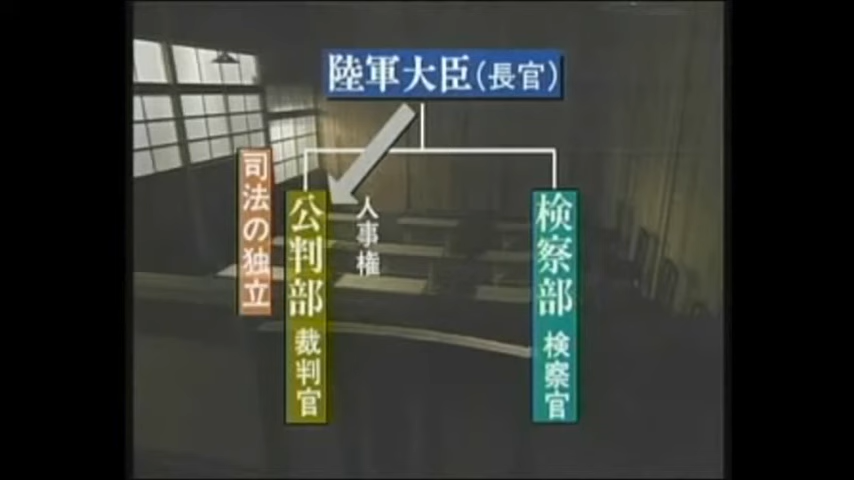 陸軍大臣(長官)
司法の独立
公判部 裁判官
人事権
検察部 検察官